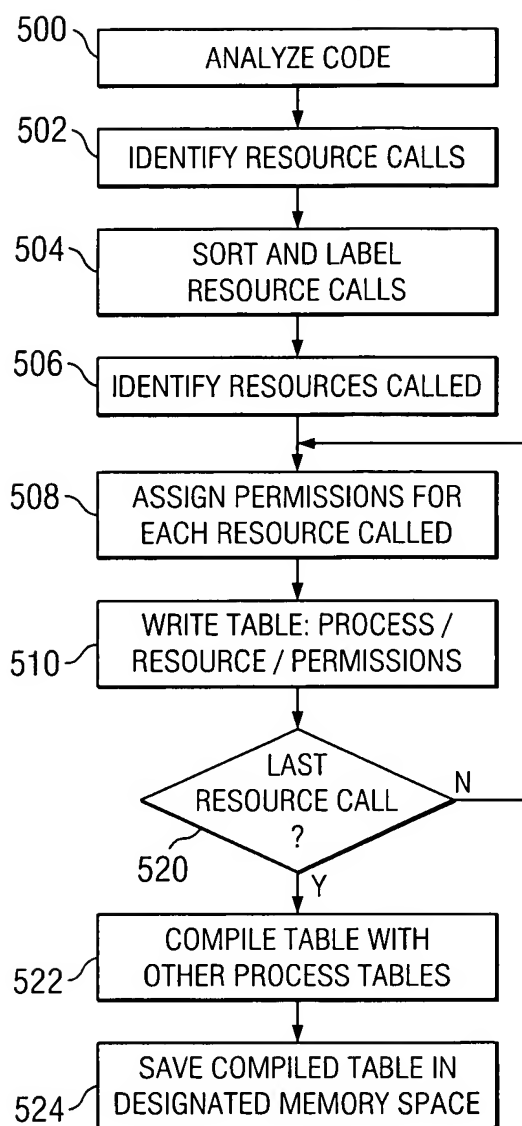 500
ANALYZE CODE
502
IDENTIFY RESOURCE CALLS
504
SORT AND LABEL
RESOURCE CALLS
506
IDENTIFY RESOURCES CALLED
508
ASSIGN PERMISSIONS FOR
EACH RESOURCE CALLED
510
WRITE TABLE: PROCESS /
RESOURCE / PERMISSIONS
LAST
RESOURCE CALL
?
N
520
Y
522
COMPILE TABLE WITH
OTHER PROCESS TABLES
524
SAVE COMPILED TABLE IN
DESIGNATED MEMORY SPACE